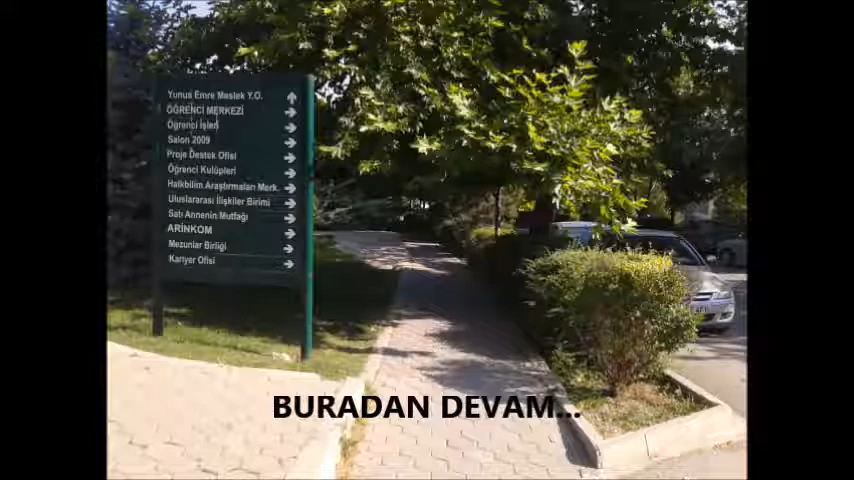 Yunus Emre Meslek Y.O.
ÖĞRENCİ MERKEZİ
Öğrenci İşleri
Salon 2009
Proje Destek Ofisi
Öğrenci Kulüpleri
Halkbilim Araştırmaları Merk
Uluslararası İlişkiler Birimi
Satı Annenin Mutfağı
ARİNKOM
Mezunlar Birliği
Kariyer Ofisi
BURADAN DEVAM...